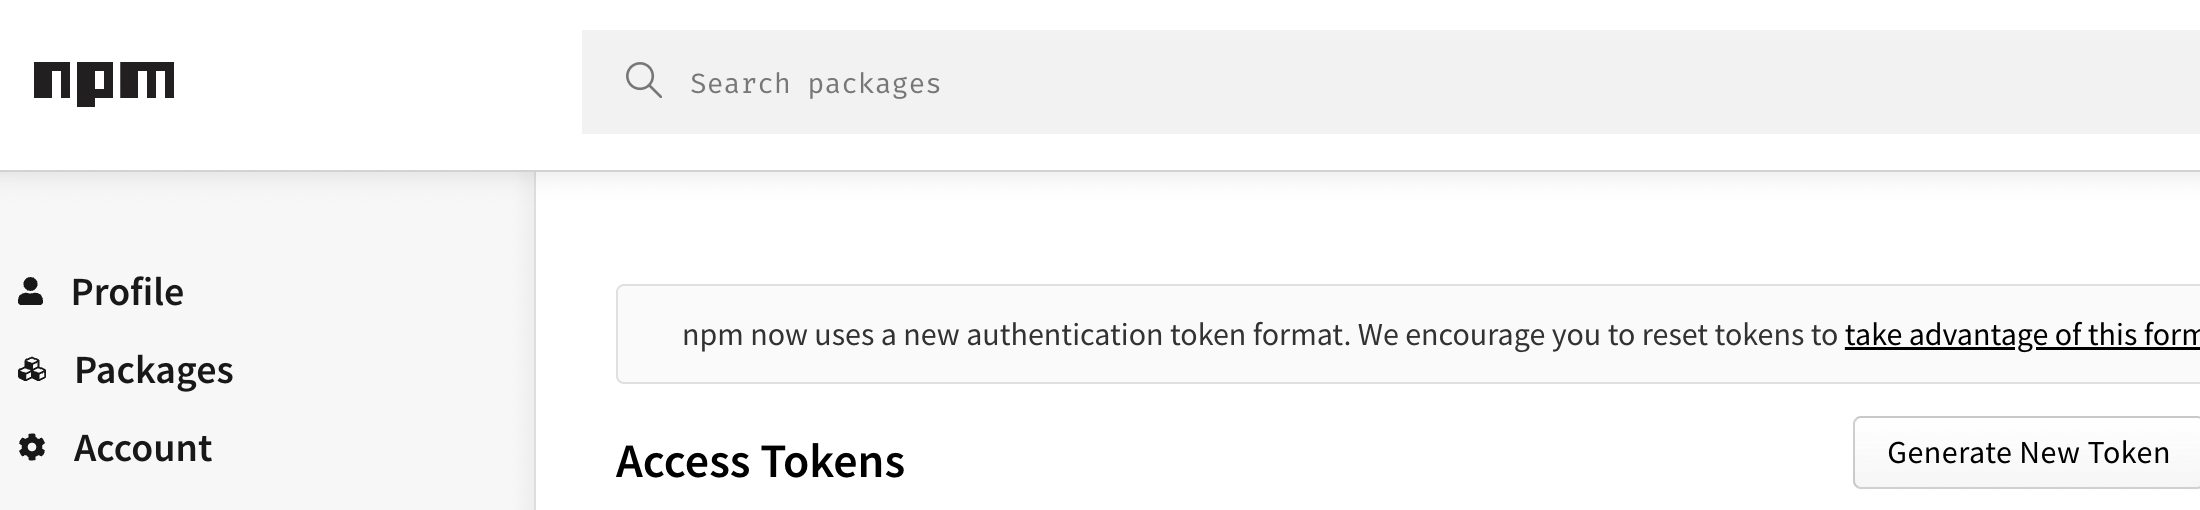 npm
Search packages
Profile
Packages
Account
npm now uses a new authentication token format. We encourage you to reset tokens to take advantage of this form
Access Tokens
Generate New Token